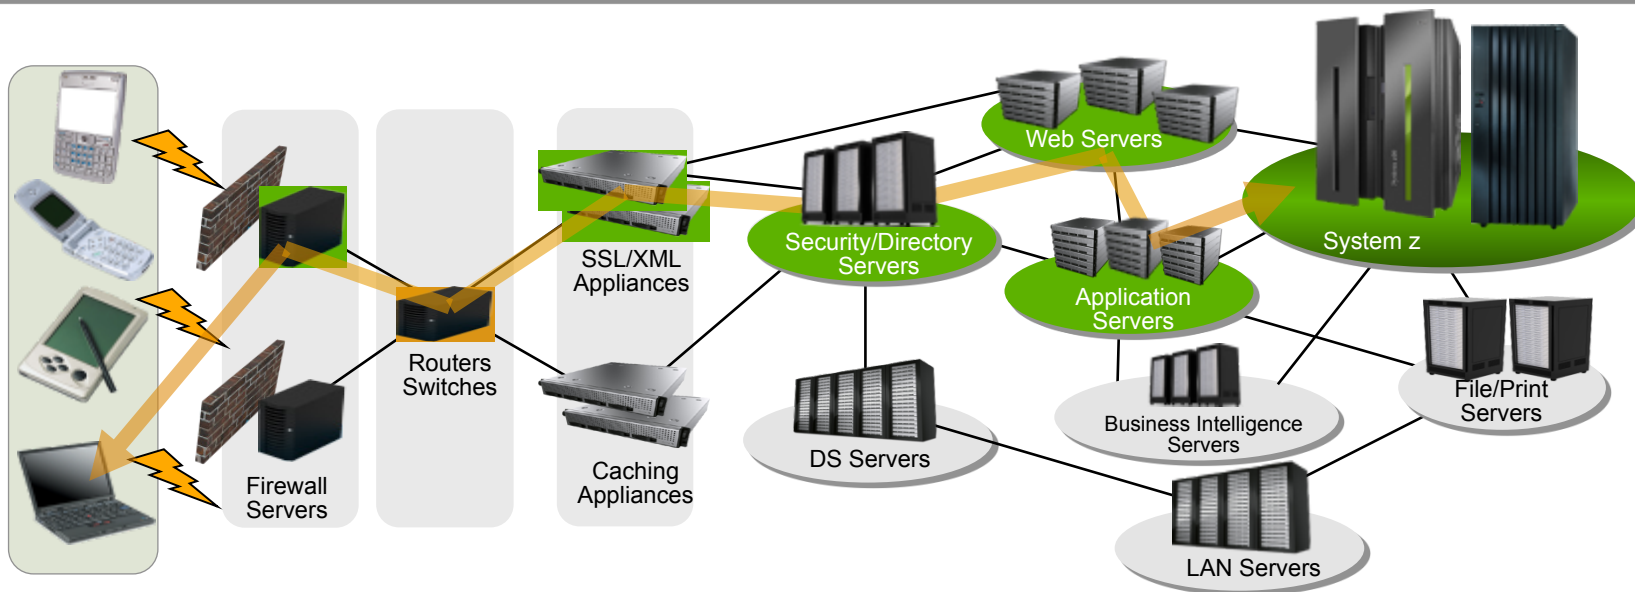 Firewall
Servers
Routers
Switches
SSL/XML
Appliances
Caching
Appliances
Security/Directory
Servers
DS Servers
Web Servers
Application
Servers
Business Intelligence
Servers
LAN Servers
System z
File/Print
Servers